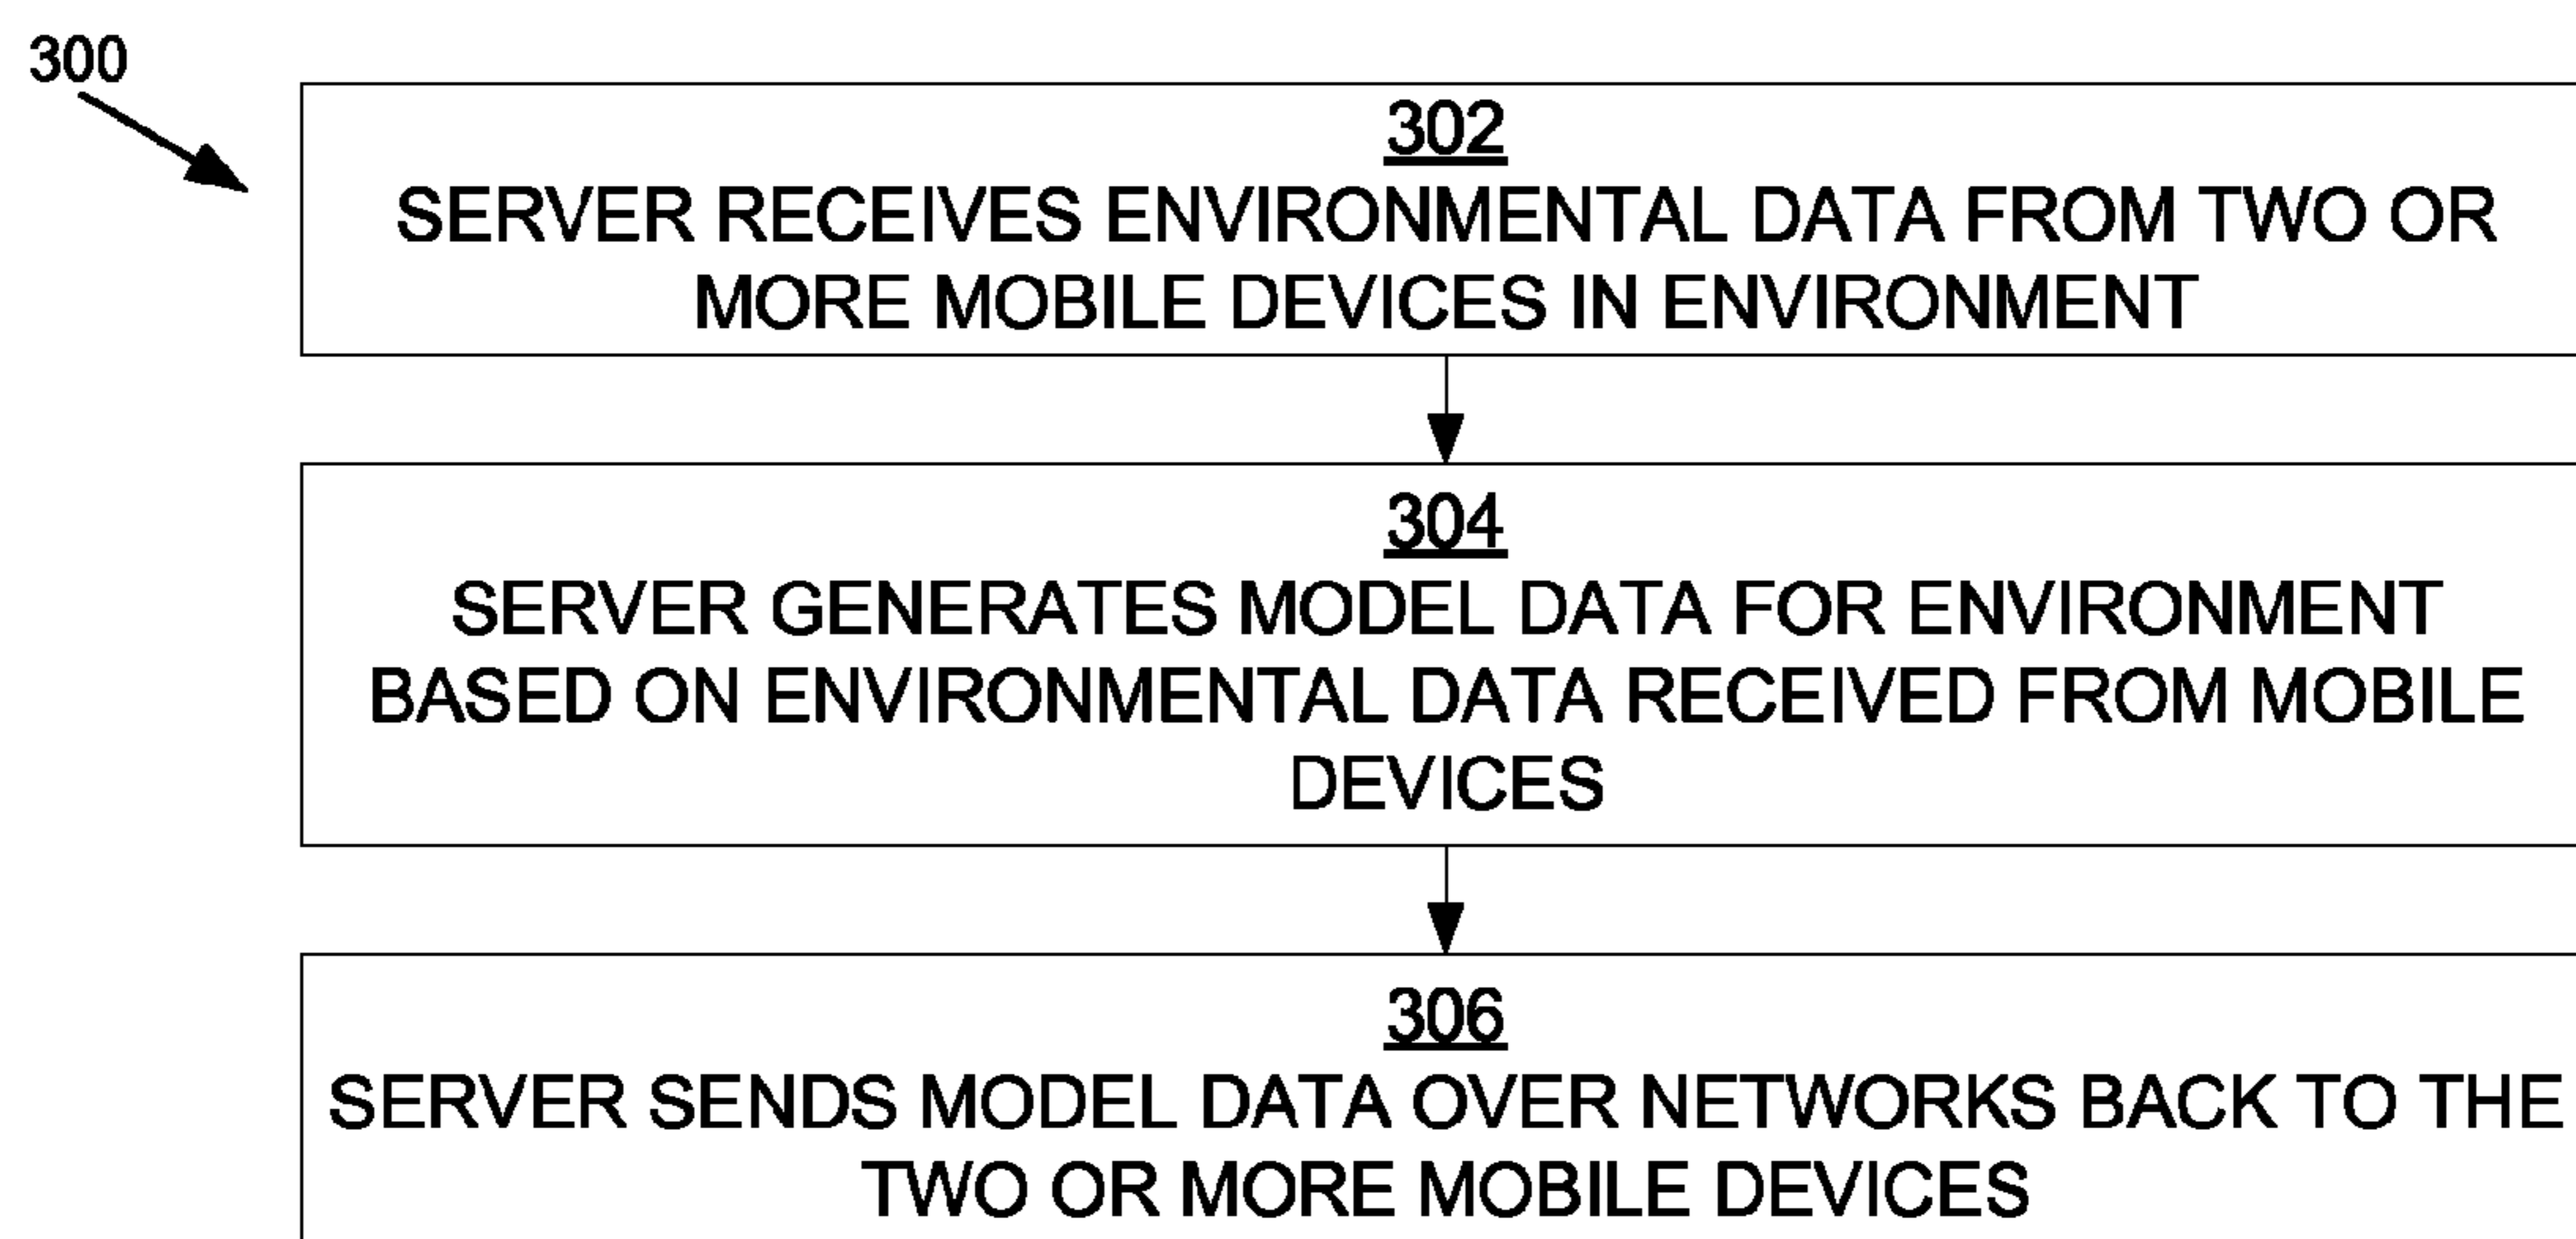 300
302
SERVER RECEIVES ENVIRONMENTAL DATA FROM TWO OR
MORE MOBILE DEVICES IN ENVIRONMENT
304
SERVER GENERATES MODEL DATA FOR ENVIRONMENT
BASED ON ENVIRONMENTAL DATA RECEIVED FROM MOBILE
DEVICES
306
SERVER SENDS MODEL DATA OVER NETWORKS BACK TO THE
TWO OR MORE MOBILE DEVICES